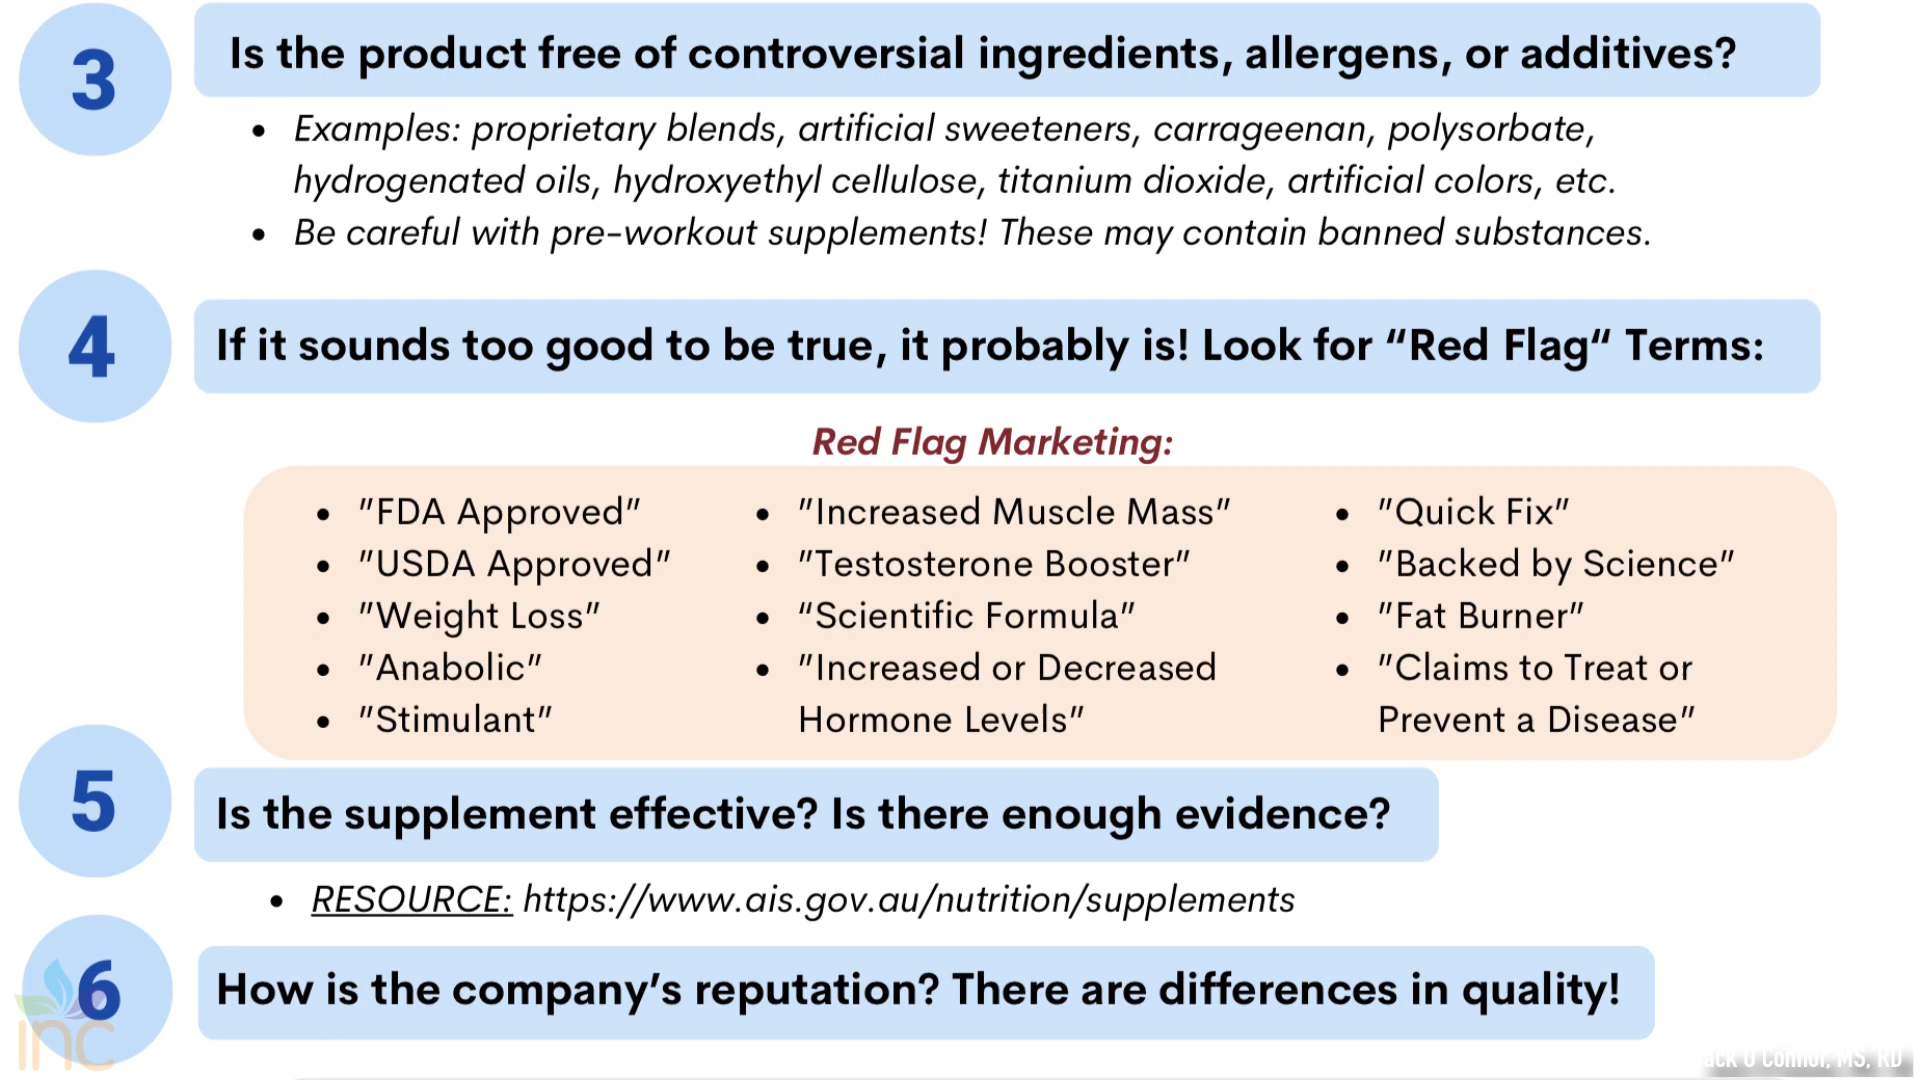 3
Is the product free of controversial ingredients, allergens, or additives?
• Examples: proprietary blends, artificial sweeteners, carrageenan, polysorbate,
hydrogenated oils, hydroxyethyl cellulose, titanium dioxide, artificial colors, etc.
• Be careful with pre-workout supplements! These may contain banned substances.
4
If it sounds too good to be true, it probably is! Look for “Red Flag“ Terms:
Red Flag Marketing:
• "FDA Approved"
• "USDA Approved"
• "Weight Loss"
• "Anabolic"
• "Stimulant"
• "Increased Muscle Mass"
• "Testosterone Booster"
• “Scientific Formula"
• "Increased or Decreased
Hormone Levels"
• "Quick Fix"
• "Backed by Science"
• "Fat Burner"
• "Claims to Treat or
Prevent a Disease"
5
Is the supplement effective? Is there enough evidence?
• RESOURCE: https://www.ais.gov.au/nutrition/supplements
6
How is the company’s reputation? There are differences in quality!
inc
O'Connor, MS, RD